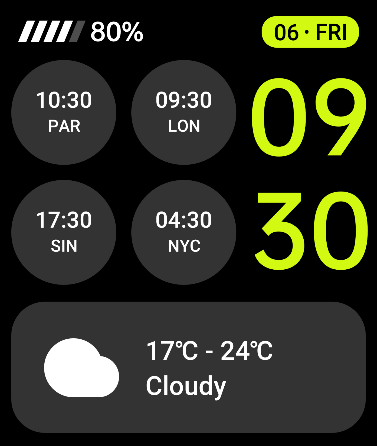 80%
06 · FRI
10:30
PAR
09:30
LON
09
17:30
SIN
04:30
NYC
30
17℃ - 24℃
Cloudy